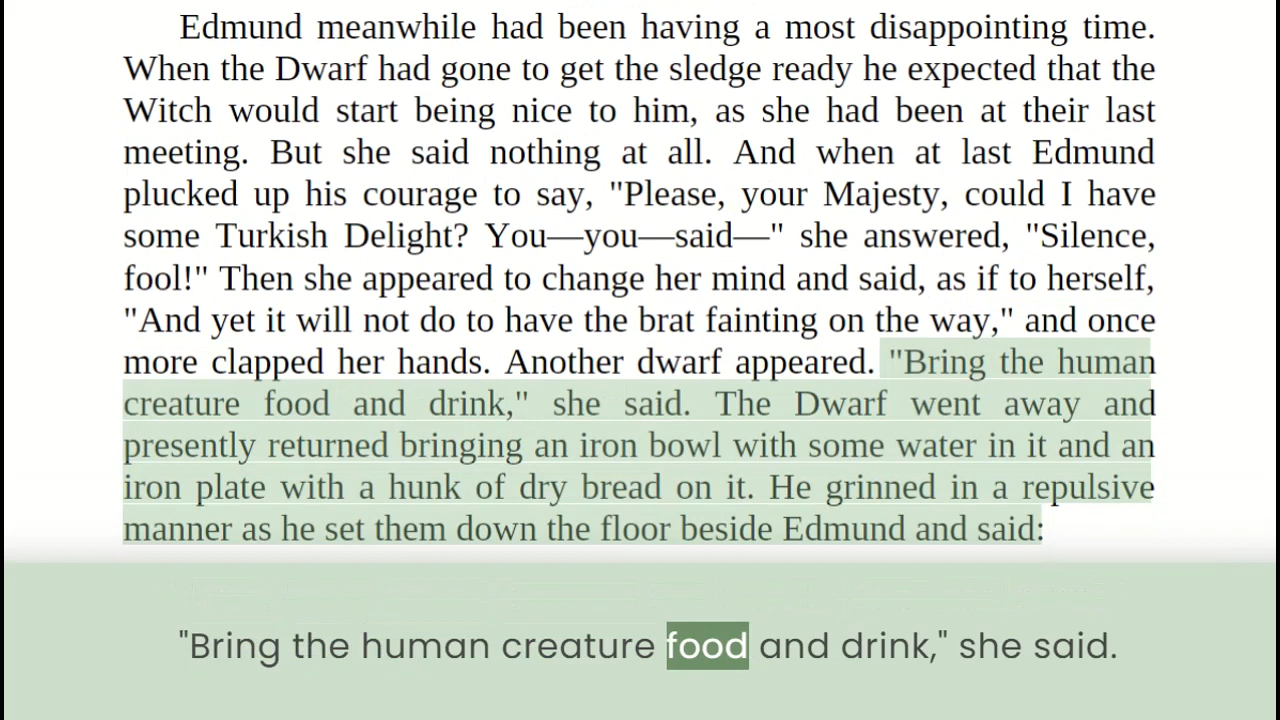 Edmund meanwhile had been having a most disappointing time.
When the Dwarf had gone to get the sledge ready he expected that the
Witch would start being nice to him, as she had been at their last
meeting. But she said nothing at all. And when at last Edmund
plucked up his courage to say, "Please, your Majesty, could I have
some Turkish Delight? You—you—said—" she answered, "Silence,
fool!" Then she appeared to change her mind and said, as if to herself,
"And yet it will not do to have the brat fainting on the way," and once
more clapped her hands. Another dwarf appeared. "Bring the human
creature food and drink," she said. The Dwarf went away and
presently returned bringing an iron bowl with some water in it and an
iron plate with a hunk of dry bread on it. He grinned in a repulsive
manner as he set them down the floor beside Edmund and said:
"Bring the human creature food and drink," she said.